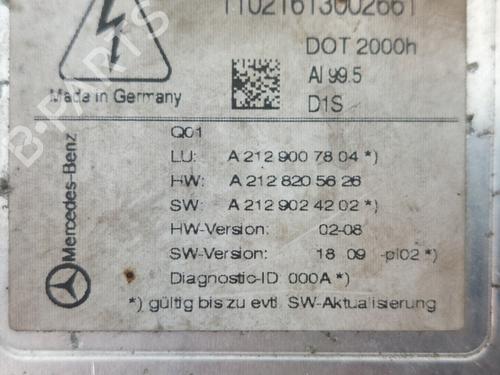 11021613002661
DOT 2000h
AI 99.5
Made in Germany
D1S
Q01
LU: A 212 900 78 04 *)
HW: A 212 820 56 26
SW: A 212 902 42 02 *)
HW-Version: 02-08
SW-Version: 18 09 -pl02 *)
Diagnostic-ID 000A *)
*) gültig bis zu evtl. SW-Aktualisierung
Mercedes-Benz
B-PARTS